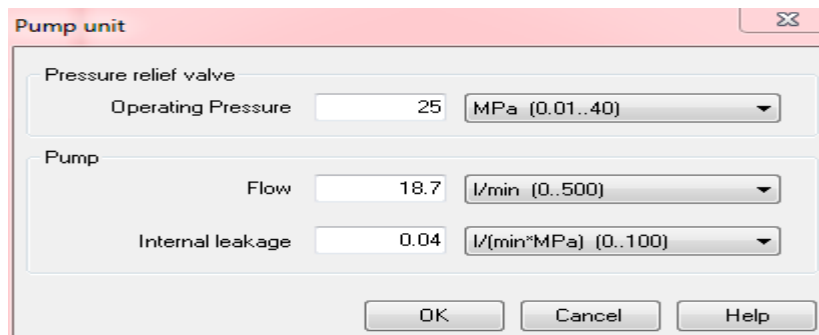 Pump unit
Pressure relief valve
Operating Pressure 25 MPa (0.01..40)
Pump
Flow 18.7 l/min (0..500)
Internal leakage 0.04 l/(min*MPa) (0..100)
OK Cancel Help